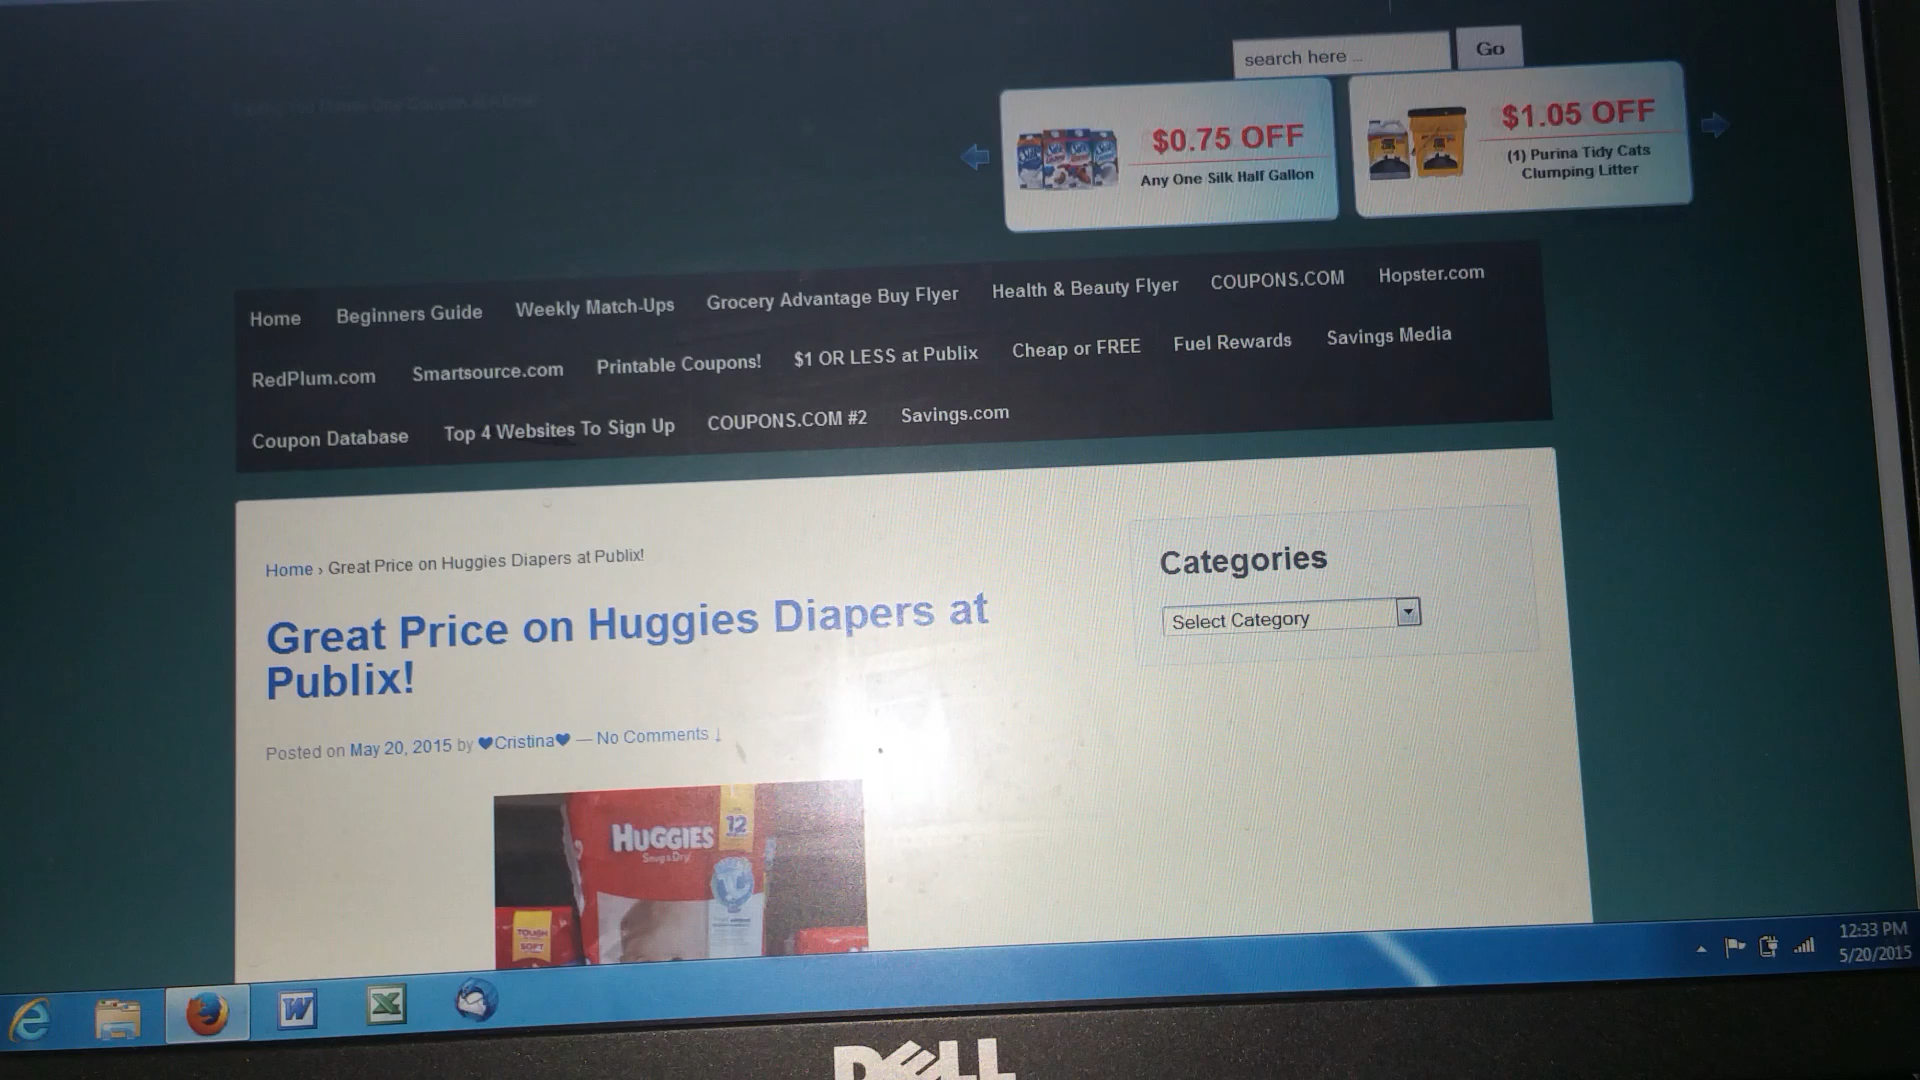 search here ...
Go
$0.75 OFF
Any One Silk Half Gallon
$1.05 OFF
(1) Purina Tidy Cats
Clumping Litter
Home Beginners Guide Weekly Match-Ups Grocery Advantage Buy Flyer Health & Beauty Flyer COUPONS.COM Hopster.com
RedPlum.com Smartsource.com Printable Coupons! $1 OR LESS at Publix Cheap or FREE Fuel Rewards Savings Media
Coupon Database Top 4 Websites To Sign Up COUPONS.COM #2 Savings.com
Home › Great Price on Huggies Diapers at Publix!
Great Price on Huggies Diapers at
Publix!
Posted on May 20, 2015 by ♥Cristina♥ — No Comments ↓
Categories
Select Category
HUGGIES
Snug & Dry
12
TOUGH
SOFT
12:33 PM
5/20/2015
DELL